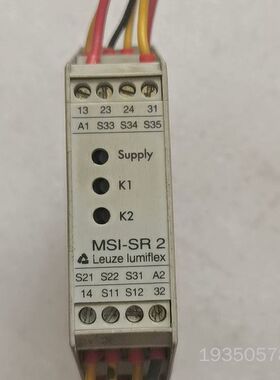 13 23 24 31
A1 S33 S34 S35
Supply
K1
K2
MSI-SR 2
Leuze lumiflex
S21 S22 S31 A2
14 S11 S12 32